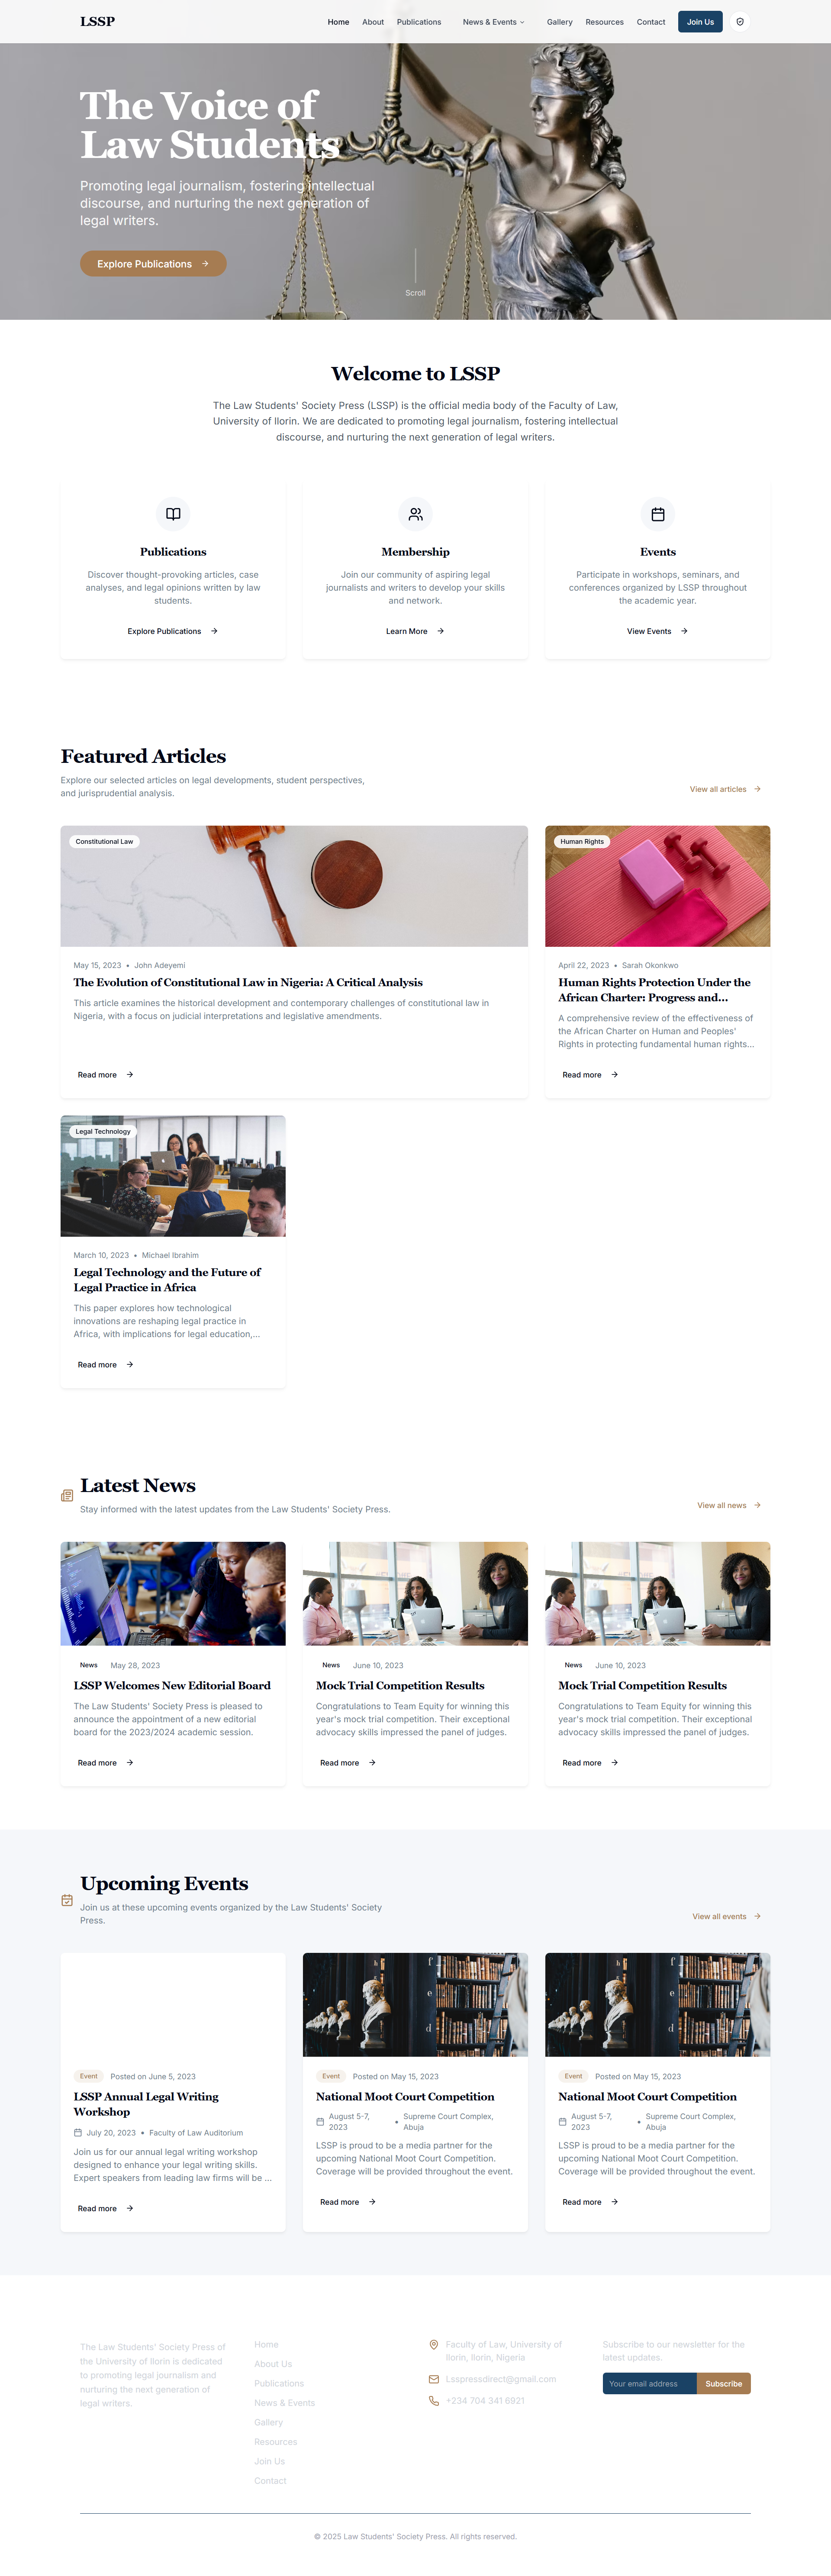 LSSP
Home
About
Publications
News & Events
Gallery
Resources
Contact
Join Us
The Voice of
Law Students
Promoting legal journalism, fostering intellectual
discourse, and nurturing the next generation of
legal writers.
Explore Publications
Scroll
Welcome to LSSP
The Law Students' Society Press (LSSP) is the official media body of the Faculty of Law,
University of Ilorin. We are dedicated to promoting legal journalism, fostering intellectual
discourse, and nurturing the next generation of legal writers.
Publications
Discover thought-provoking articles, case
analyses, and legal opinions written by law
students.
Explore Publications
Membership
Join our community of aspiring legal
journalists and writers to develop your skills
and network.
Learn More
Events
Participate in workshops, seminars, and
conferences organized by LSSP throughout
the academic year.
View Events
Featured Articles
Explore our selected articles on legal developments, student perspectives,
and jurisprudential analysis.
View all articles
Constitutional Law
May 15, 2023 • John Adeyemi
The Evolution of Constitutional Law in Nigeria: A Critical Analysis
This article examines the historical development and contemporary challenges of constitutional law in
Nigeria, with a focus on judicial interpretations and legislative amendments.
Read more
Human Rights
April 22, 2023 • Sarah Okonkwo
Human Rights Protection Under the
African Charter: Progress and...
A comprehensive review of the effectiveness of
the African Charter on Human and Peoples'
Rights in protecting fundamental human rights...
Read more
Legal Technology
March 10, 2023 • Michael Ibrahim
Legal Technology and the Future of
Legal Practice in Africa
This paper explores how technological
innovations are reshaping legal practice in
Africa, with implications for legal education,...
Read more
Latest News
Stay informed with the latest updates from the Law Students' Society Press.
View all news
News May 28, 2023
LSSP Welcomes New Editorial Board
The Law Students' Society Press is pleased to
announce the appointment of a new editorial
board for the 2023/2024 academic session.
Read more
News June 10, 2023
Mock Trial Competition Results
Congratulations to Team Equity for winning this
year's mock trial competition. Their exceptional
advocacy skills impressed the panel of judges.
Read more
News June 10, 2023
Mock Trial Competition Results
Congratulations to Team Equity for winning this
year's mock trial competition. Their exceptional
advocacy skills impressed the panel of judges.
Read more
Upcoming Events
Join us at these upcoming events organized by the Law Students' Society
Press.
View all events
Event Posted on June 5, 2023
LSSP Annual Legal Writing
Workshop
July 20, 2023 • Faculty of Law Auditorium
Join us for our annual legal writing workshop
designed to enhance your legal writing skills.
Expert speakers from leading law firms will be ...
Read more
h f
e
d
Event Posted on May 15, 2023
National Moot Court Competition
August 5-7,
2023
• Supreme Court Complex,
Abuja
LSSP is proud to be a media partner for the
upcoming National Moot Court Competition.
Coverage will be provided throughout the event.
Read more
h f
e
d
Event Posted on May 15, 2023
National Moot Court Competition
August 5-7,
2023
• Supreme Court Complex,
Abuja
LSSP is proud to be a media partner for the
upcoming National Moot Court Competition.
Coverage will be provided throughout the event.
Read more
The Law Students' Society Press of
the University of Ilorin is dedicated
to promoting legal journalism and
nurturing the next generation of
legal writers.
Home
About Us
Publications
News & Events
Gallery
Resources
Join Us
Contact
Faculty of Law, University of
Ilorin, Ilorin, Nigeria
Lsspressdirect@gmail.com
+234 704 341 6921
Subscribe to our newsletter for the
latest updates.
Your email address
Subscribe
© 2025 Law Students' Society Press. All rights reserved.